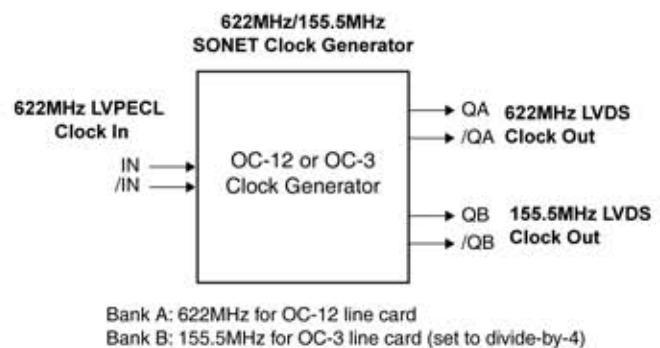 622MHz/155.5MHz
SONET Clock Generator
622MHz LVPECL
Clock In
IN
/IN
OC-12 or OC-3
Clock Generator
QA
/QA
622MHz LVDS
Clock Out
QB
/QB
155.5MHz LVDS
Clock Out
Bank A: 622MHz for OC-12 line card
Bank B: 155.5MHz for OC-3 line card (set to divide-by-4)